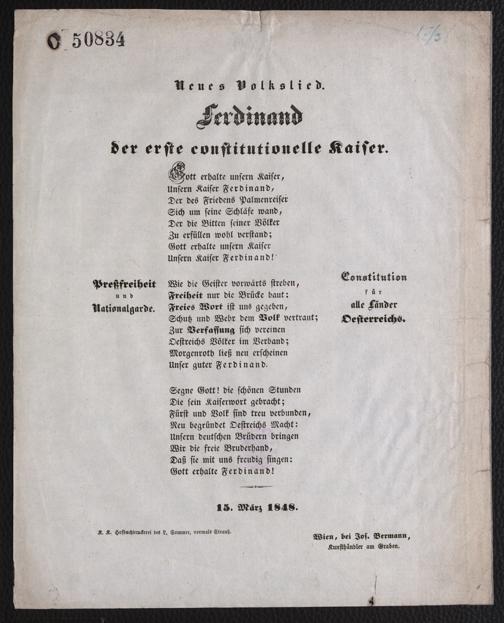 O 50834
Neues Volkslied.
Ferdinand
der erste constitutionelle Kaiser.
Gott erhalte unsern Kaiser,
Unsern Kaiser Ferdinand,
Der des Friedens Palmenreiser
Sich um seine Schläfe wand,
Der die Bitten seiner Völker
Zu erfüllen wohl verstand;
Gott erhalte unsern Kaiser
Unsern Kaiser Ferdinand!
Preßfreiheit
und
Nationalgarde.
Wie die Geister vorwärts streben,
Freiheit nur die Brücke baut:
Freies Wort ist uns gegeben,
Schutz und Wehr dem Volk vertraut;
Zur Verfassung sich vereinen
Oestreichs Völker im Verband;
Morgenroth ließ neu erscheinen
Unser guter Ferdinand.
Constitution
für
alle Länder
Oesterreichs.
Segne Gott! die schönen Stunden
Die sein Kaiserwort gebracht;
Fürst und Volk sind treu verbunden,
Neu begründet Oestreichs Macht:
Unsern deutschen Brüdern bringen
Wir die freie Bruderhand,
Daß sie mit uns freudig singen:
Gott erhalte Ferdinand!
15. März 1848.
K. K. Hofbuchdruckerei des L. Sommer, vormals Strauß.
Wien, bei Jos. Bermann,
Kunsthändler am Graben.